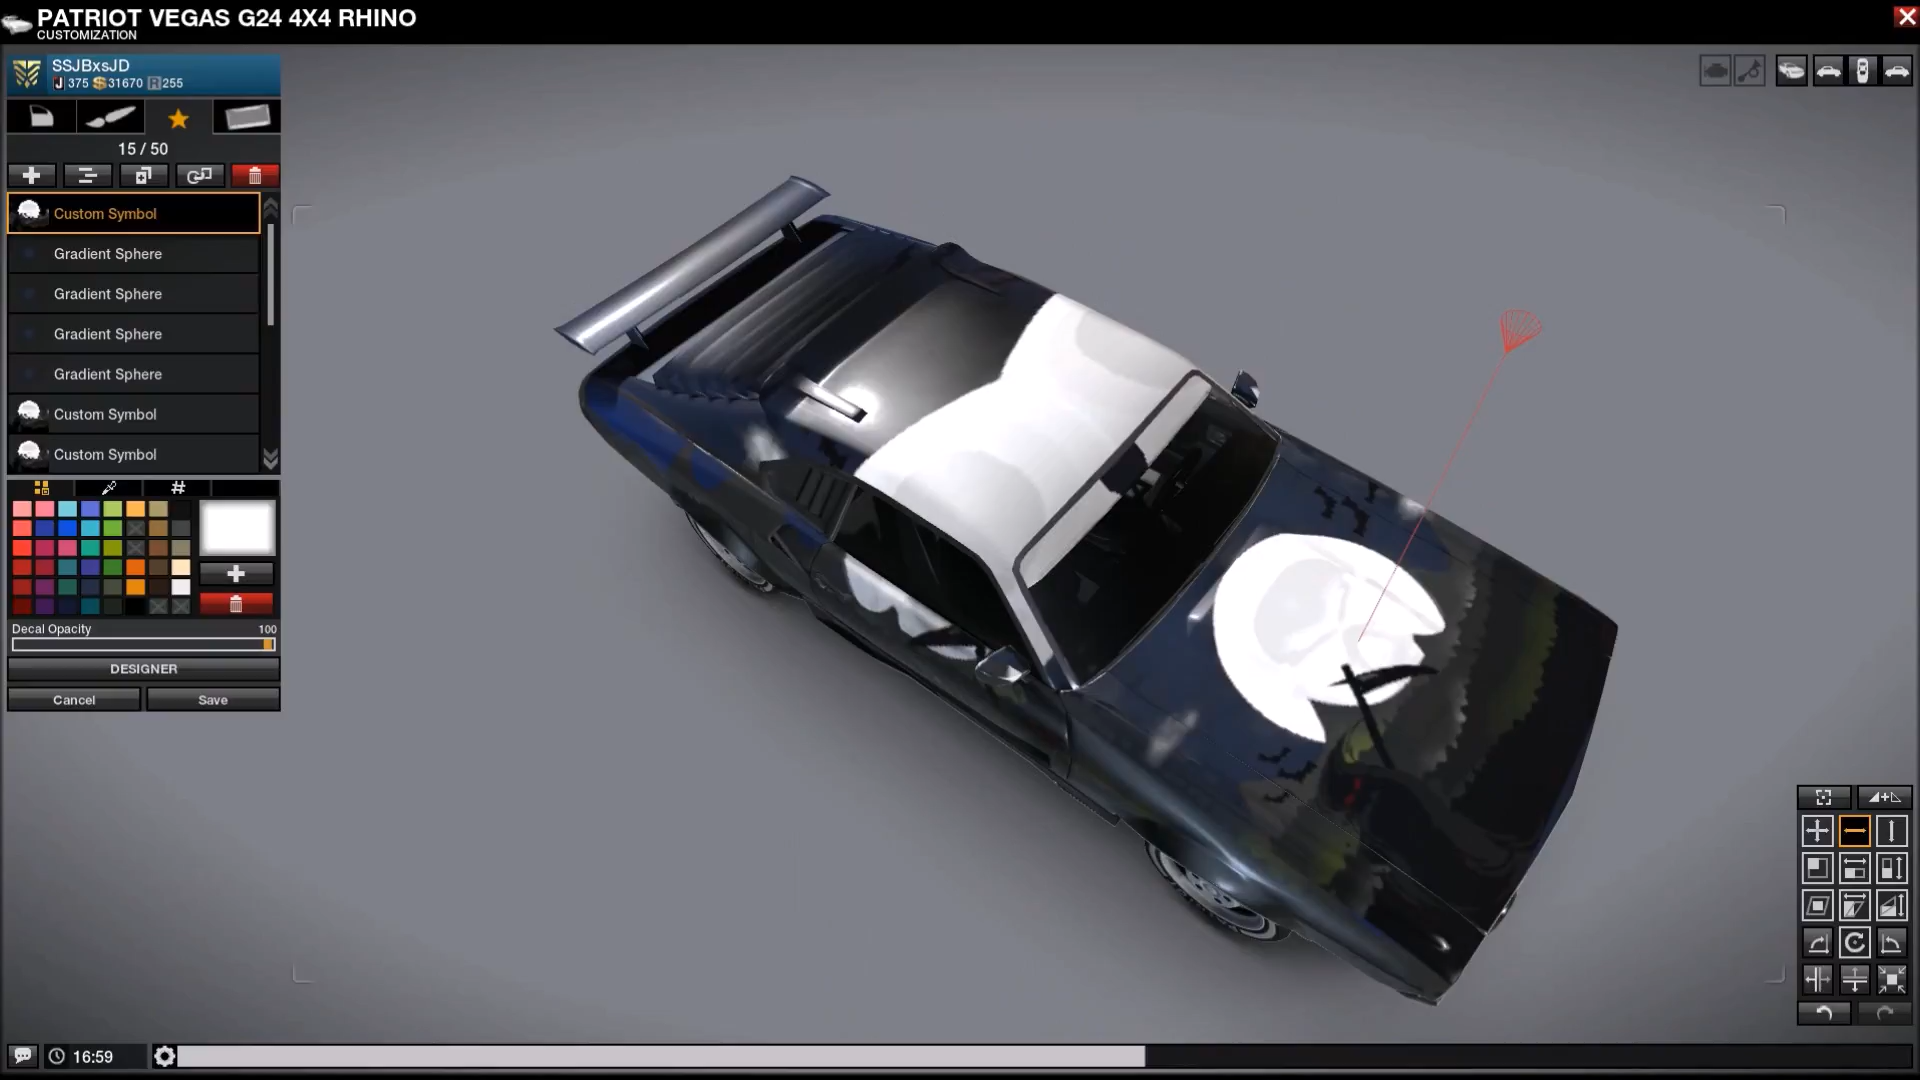 PATRIOT VEGAS G24 4X4 RHINO
CUSTOMIZATION
SSJBxsJD
J 375 $31670 R 255
15 / 50
Custom Symbol
Gradient Sphere
Gradient Sphere
Gradient Sphere
Gradient Sphere
Custom Symbol
Custom Symbol
#
Decal Opacity 100
DESIGNER
Cancel Save
16:59